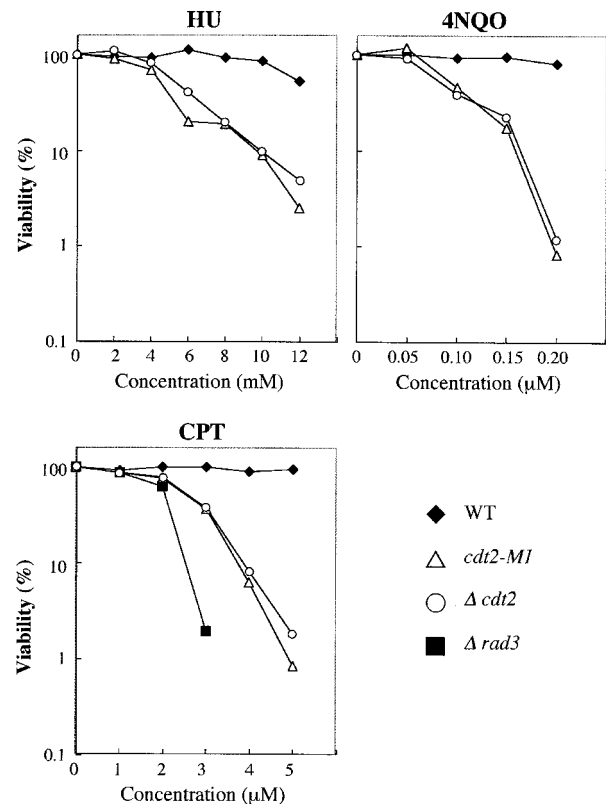 HU
4NQO
Viability (%)
100
10
1
0.1
0 2 4 6 8 10 12
Concentration (mM)
0 0.05 0.10 0.15 0.20
Concentration (μM)
CPT
Viability (%)
100
10
1
0.1
0 1 2 3 4 5
Concentration (μM)
WT
cdt2-M1
Δ cdt2
Δ rad3